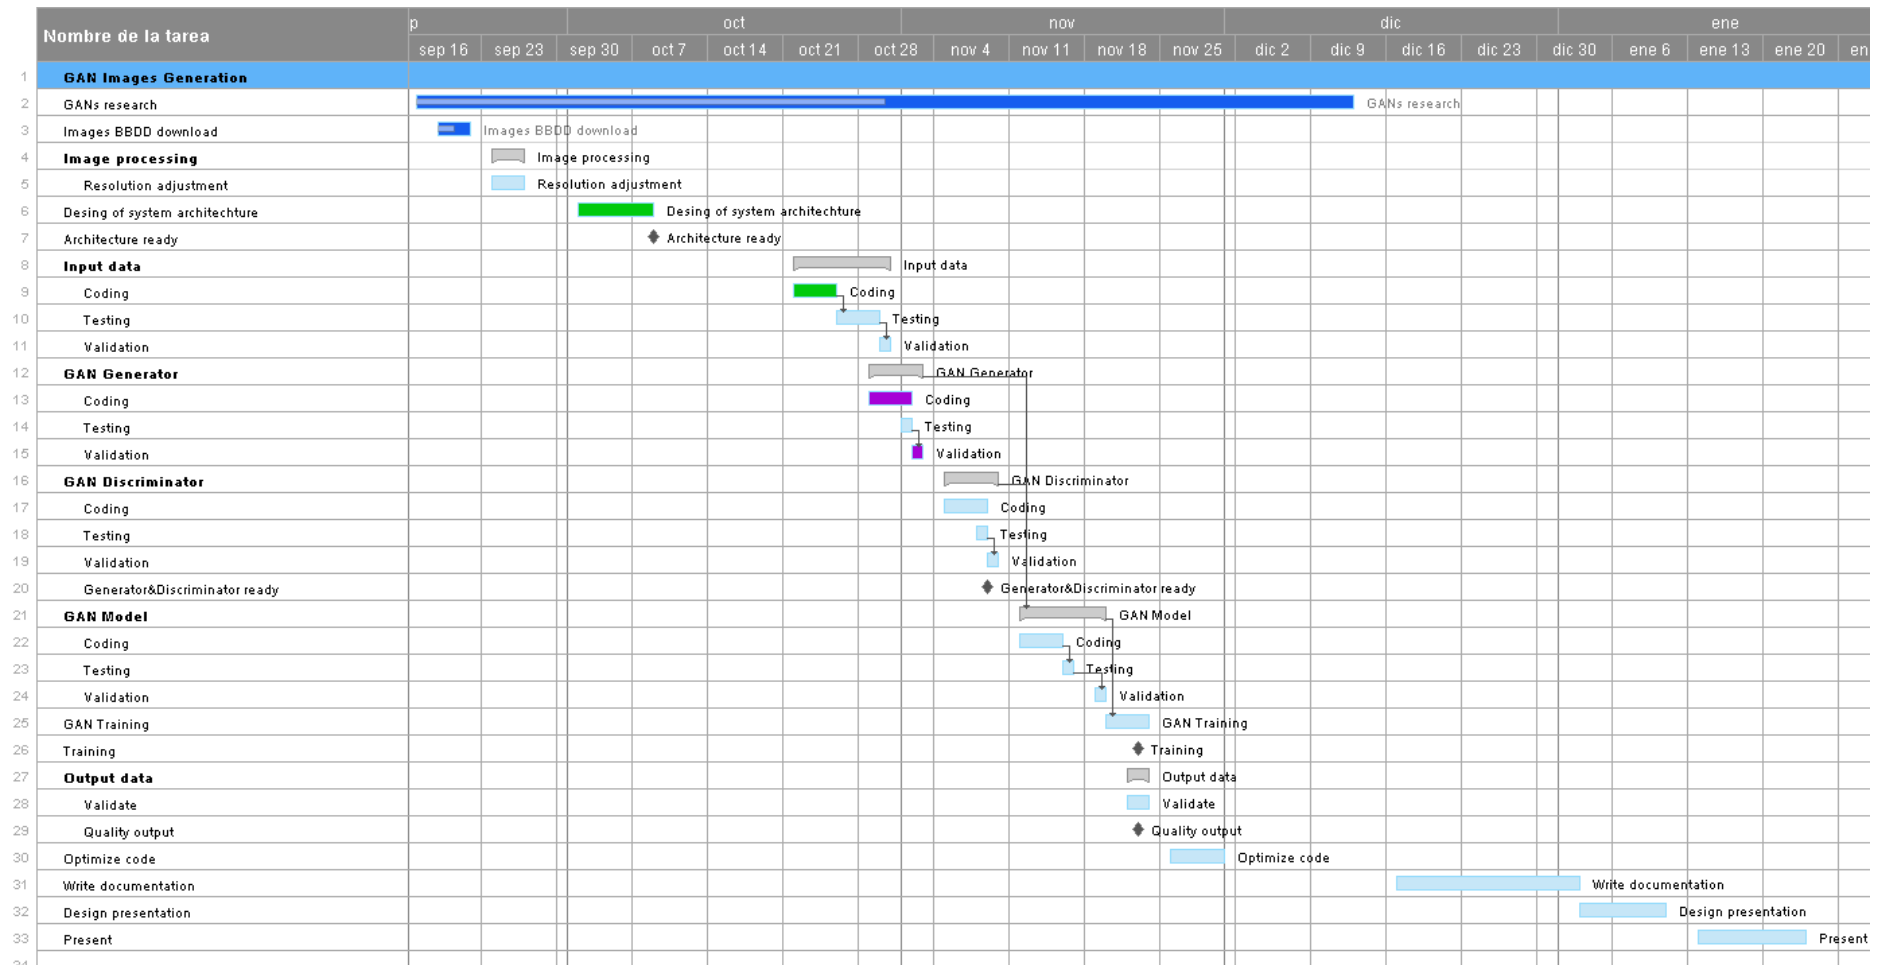 Nombre de la tarea
p oct nov dic ene
sep 16 sep 23 sep 30 oct 7 oct 14 oct 21 oct 28 nov 4 nov 11 nov 18 nov 25 dic 2 dic 9 dic 16 dic 23 dic 30 ene 6 ene 13 ene 20 en
1 GAN Images Generation
2 GANs research GANs research
3 Images BBDD download Images BBDD download
4 Image processing Image processing
5 Resolution adjustment Resolution adjustment
6 Desing of system architechture Desing of system architechture
7 Architecture ready Architecture ready
8 Input data Input data
9 Coding Coding
10 Testing Testing
11 Validation Validation
12 GAN Generator GAN Generator
13 Coding Coding
14 Testing Testing
15 Validation Validation
16 GAN Discriminator GAN Discriminator
17 Coding Coding
18 Testing Testing
19 Validation Validation
20 Generator&Discriminator ready Generator&Discriminator ready
21 GAN Model GAN Model
22 Coding Coding
23 Testing Testing
24 Validation Validation
25 GAN Training GAN Training
26 Training Training
27 Output data Output data
28 Validate Validate
29 Quality output Quality output
30 Optimize code Optimize code
31 Write documentation Write documentation
32 Design presentation Design presentation
33 Present Present